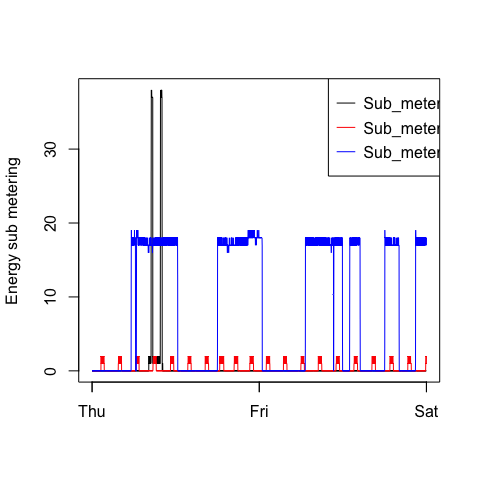 Energy sub metering
30
20
10
0
Thu
Fri
Sat
Sub_meter
Sub_meter
Sub_meter